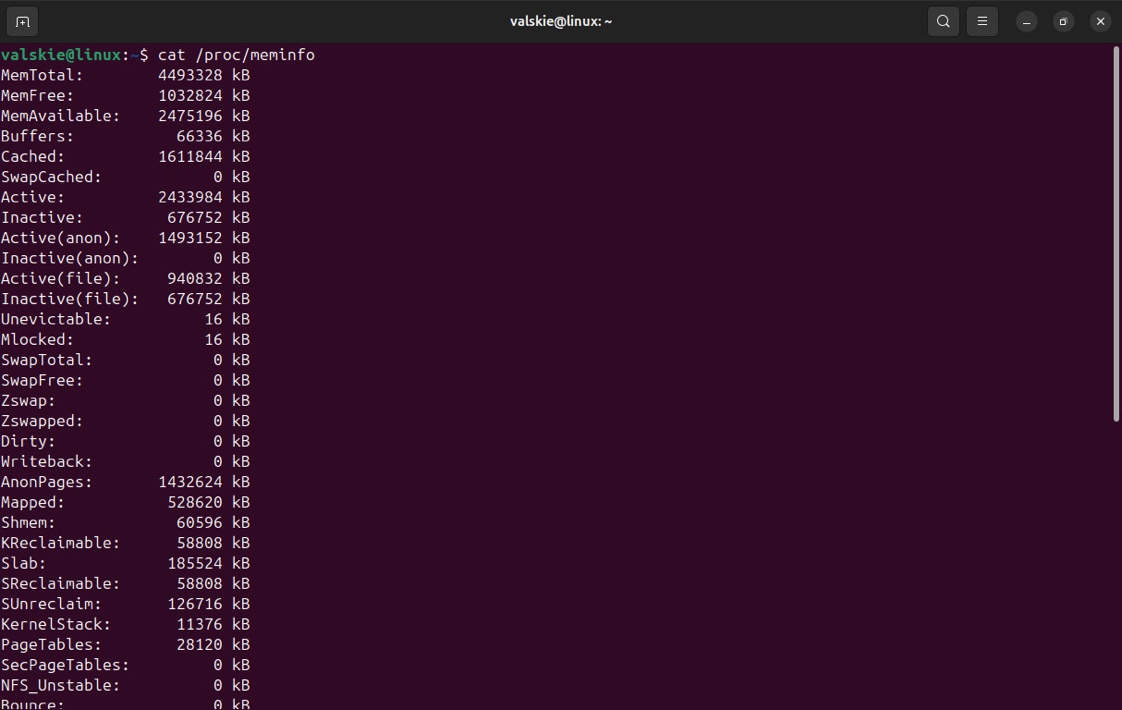 valskie@linux: ~
valskie@linux:~$ cat /proc/meminfo
MemTotal:        4493328 kB
MemFree:         1032824 kB
MemAvailable:    2475196 kB
Buffers:           66336 kB
Cached:          1611844 kB
SwapCached:            0 kB
Active:          2433984 kB
Inactive:         676752 kB
Active(anon):    1493152 kB
Inactive(anon):        0 kB
Active(file):     940832 kB
Inactive(file):   676752 kB
Unevictable:          16 kB
Mlocked:              16 kB
SwapTotal:             0 kB
SwapFree:              0 kB
Zswap:                 0 kB
Zswapped:              0 kB
Dirty:                 0 kB
Writeback:             0 kB
AnonPages:       1432624 kB
Mapped:           528620 kB
Shmem:             60596 kB
KReclaimable:      58808 kB
Slab:             185524 kB
SReclaimable:      58808 kB
SUnreclaim:       126716 kB
KernelStack:       11376 kB
PageTables:        28120 kB
SecPageTables:         0 kB
NFS_Unstable:          0 kB
Bounce:                0 kB